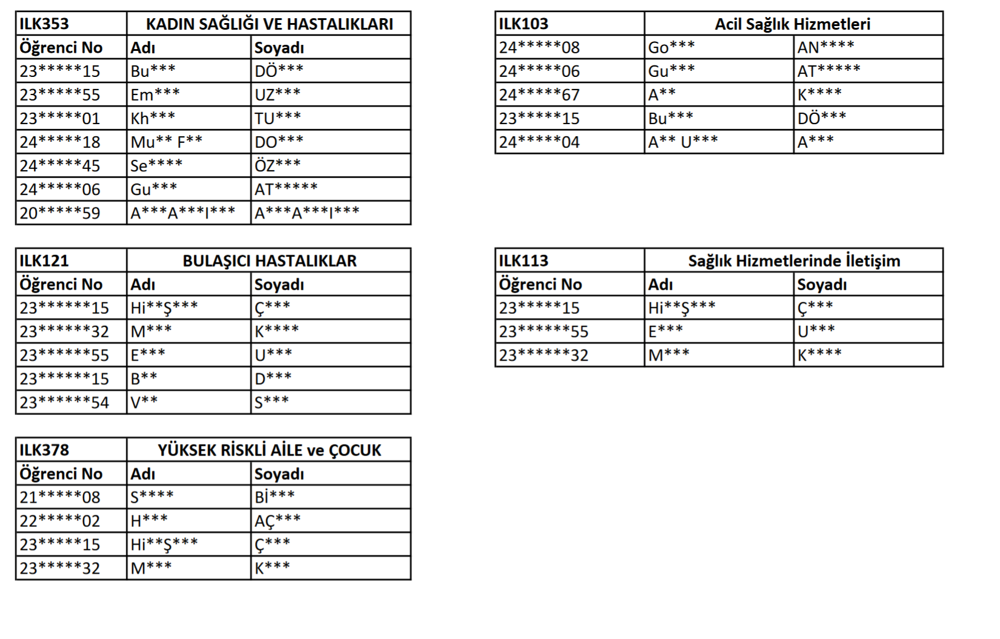 ILK353 KADIN SAĞLIĞI VE HASTALIKLARI
Öğrenci No Adı Soyadı
23*****15 Bu*** DÖ***
23*****55 Em*** UZ***
23*****01 Kh*** TU***
24*****18 Mu** F** DO***
24*****45 Se**** ÖZ***
24*****06 Gu*** AT*****
20*****59 A***A***I*** A***A***I***
ILK103 Acil Sağlık Hizmetleri
24*****08 Go*** AN****
24*****06 Gu*** AT*****
24*****67 A** K****
23*****15 Bu*** DÖ***
24*****04 A** U*** A***
ILK121 BULAŞICI HASTALIKLAR
Öğrenci No Adı Soyadı
23******15 Hi**Ş*** Ç***
23******32 M*** K****
23******55 E*** U***
23******15 B** D***
23******54 V** S***
ILK113 Sağlık Hizmetlerinde İletişim
Öğrenci No Adı Soyadı
23*****15 Hi**Ş*** Ç***
23******55 E*** U***
23******32 M*** K****
ILK378 YÜKSEK RİSKLİ AİLE ve ÇOCUK
Öğrenci No Adı Soyadı
21*****08 S**** Bİ***
22*****02 H*** AÇ***
23*****15 Hi**Ş*** Ç***
23*****32 M*** K***